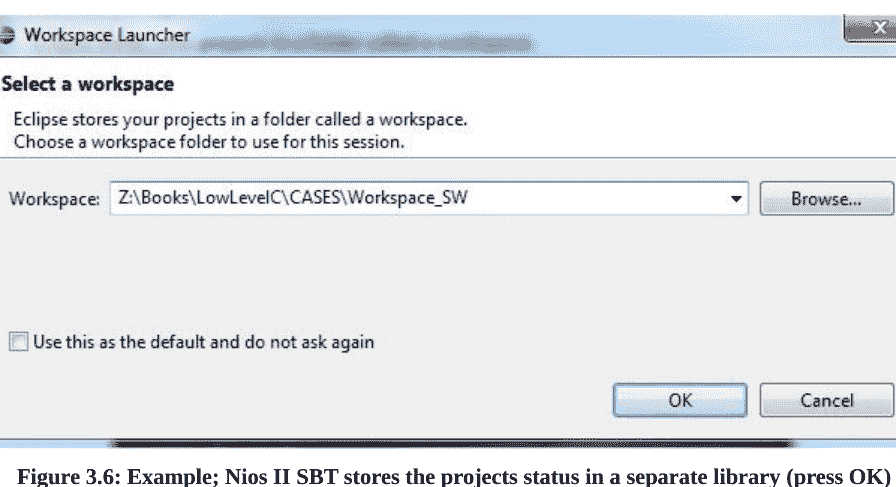 Workspace Launcher
Select a workspace
Eclipse stores your projects in a folder called a workspace.
Choose a workspace folder to use for this session.
Workspace: Z:\Books\LowLevelC\CASES\Workspace_SW Browse...
Use this as the default and do not ask again
OK Cancel
Figure 3.6: Example; Nios II SBT stores the projects status in a separate library (press OK)